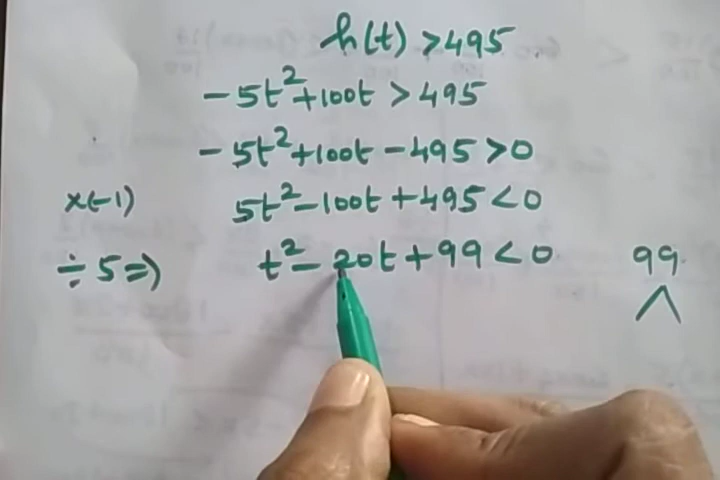 h(t) > 495
-5t²+100t > 495
-5t²+100t - 495 > 0
x(-1) 5t² - 100t + 495 < 0
÷ 5 ⇒) t² - 20t + 99 < 0 99